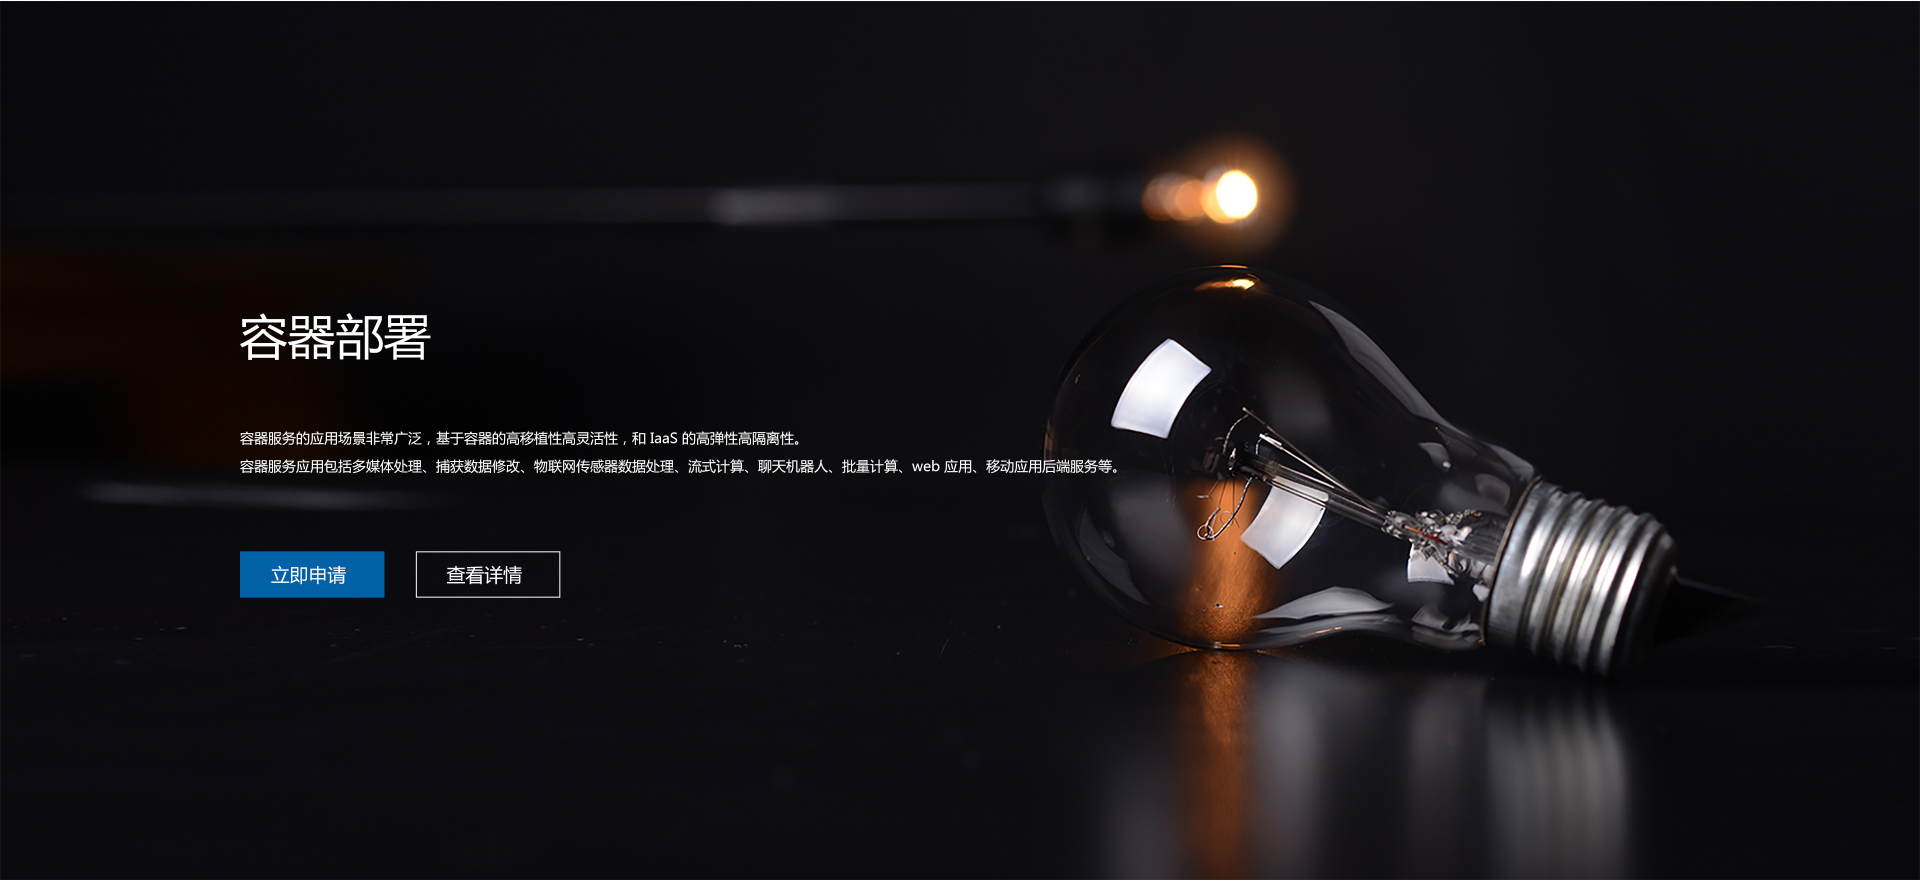 容器部署
容器服务的应用场景非常广泛，基于容器的高移植性高灵活性，和 IaaS 的高弹性高隔离性。
容器服务应用包括多媒体处理、捕获数据修改、物联网传感器数据处理、流式计算、聊天机器人、批量计算、web 应用、移动应用后端服务等。
立即申请
查看详情